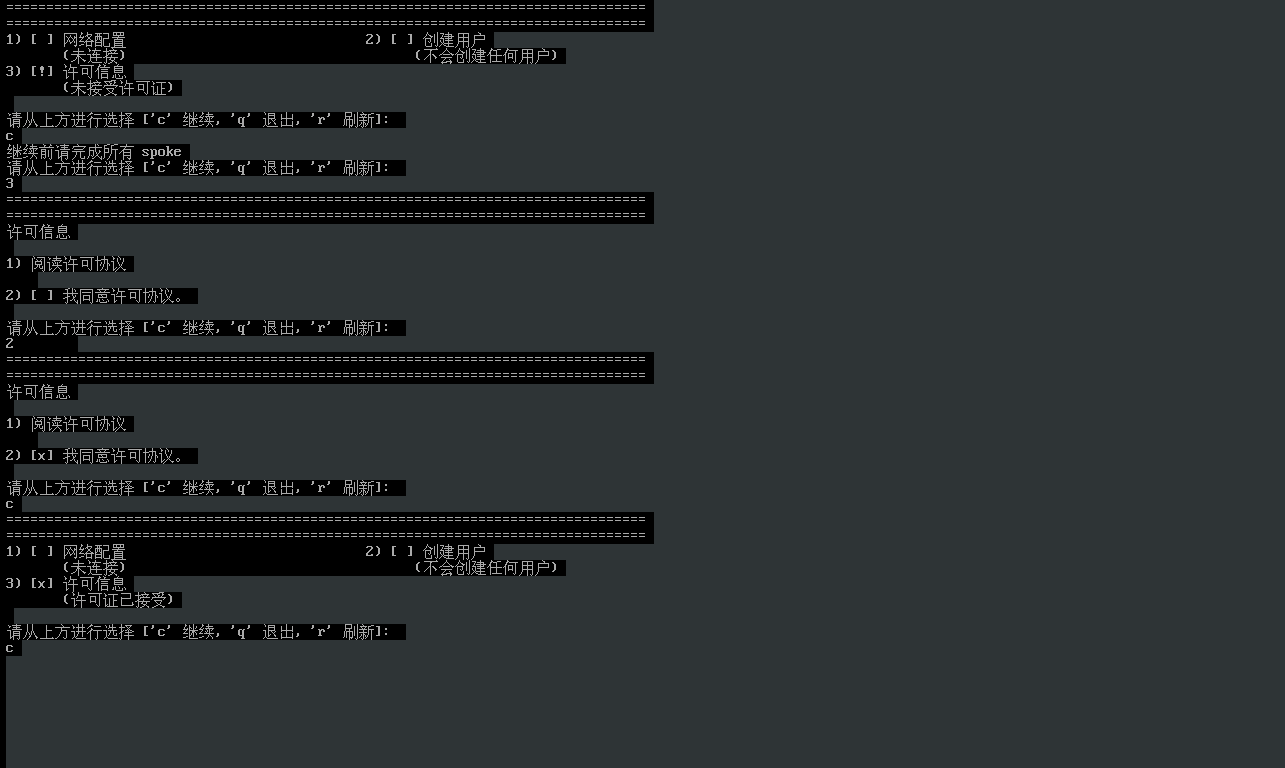 ================================================================================
================================================================================
1) [ ] 网络配置                              2) [ ] 创建用户
       (未连接)                                    (不会创建任何用户)
3) [!] 许可信息
       (未接受许可证)
请从上方进行选择 ['c' 继续, 'q' 退出, 'r' 刷新]:
c
继续前请完成所有 spoke
请从上方进行选择 ['c' 继续, 'q' 退出, 'r' 刷新]:
3
================================================================================
================================================================================
许可信息
1) 阅读许可协议
2) [ ] 我同意许可协议。
请从上方进行选择 ['c' 继续, 'q' 退出, 'r' 刷新]:
2
================================================================================
================================================================================
许可信息
1) 阅读许可协议
2) [x] 我同意许可协议。
请从上方进行选择 ['c' 继续, 'q' 退出, 'r' 刷新]:
c
================================================================================
================================================================================
1) [ ] 网络配置                              2) [ ] 创建用户
       (未连接)                                    (不会创建任何用户)
3) [x] 许可信息
       (许可证已接受)
请从上方进行选择 ['c' 继续, 'q' 退出, 'r' 刷新]:
c